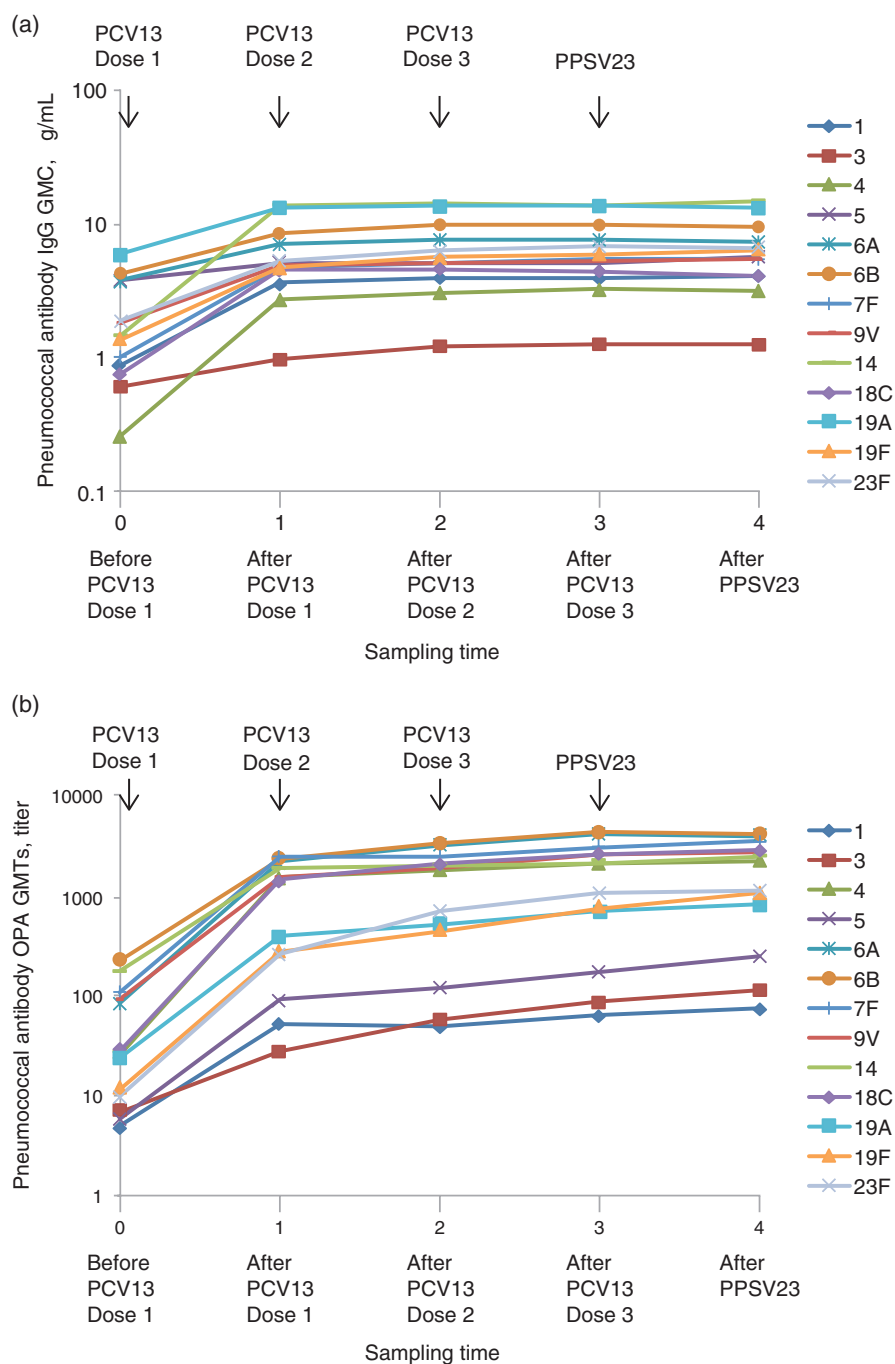 (a)
PCV13 PCV13 PCV13
Dose 1 Dose 2 Dose 3 PPSV23
Pneumococcal antibody IgG GMC, g/mL
100
10
1
0.1
0 1 2 3 4
Before After After After After
PCV13 PCV13 PCV13 PCV13 PPSV23
Dose 1 Dose 1 Dose 2 Dose 3
Sampling time
1
3
4
5
6A
6B
7F
9V
14
18C
19A
19F
23F
(b)
PCV13 PCV13 PCV13
Dose 1 Dose 2 Dose 3 PPSV23
Pneumococcal antibody OPA GMTs, titer
10000
1000
100
10
1
0 1 2 3 4
Before After After After After
PCV13 PCV13 PCV13 PCV13 PPSV23
Dose 1 Dose 1 Dose 2 Dose 3
Sampling time
1
3
4
5
6A
6B
7F
9V
14
18C
19A
19F
23F